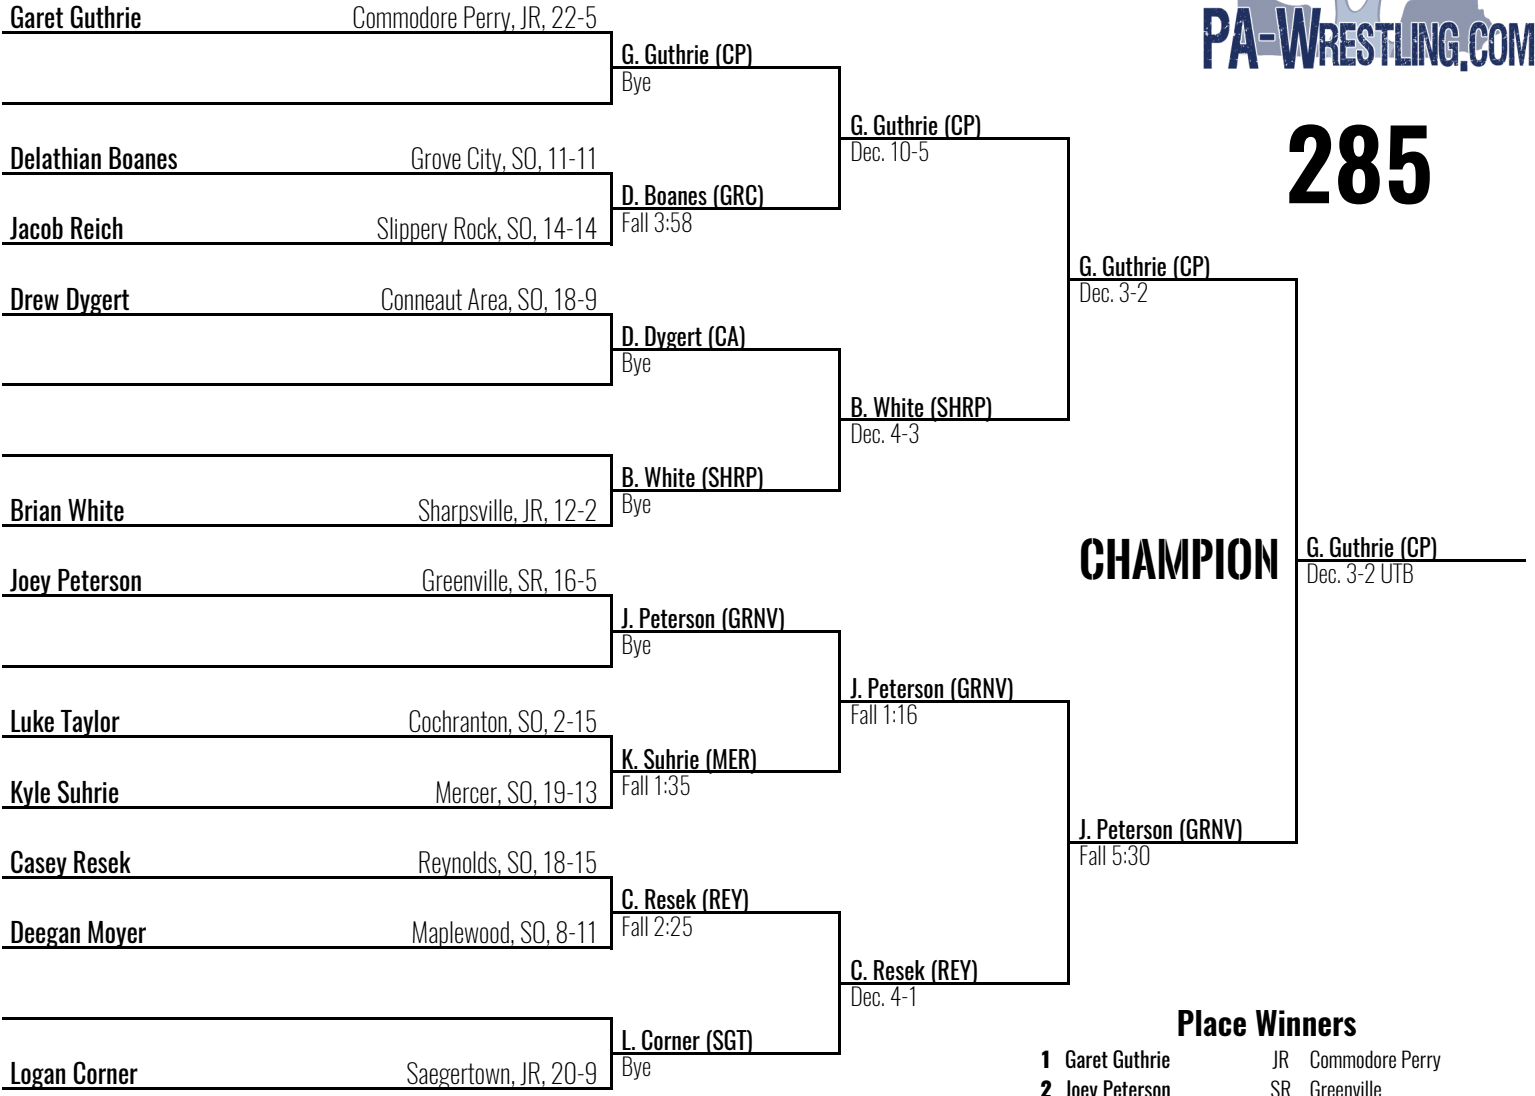 Garet Guthrie Commodore Perry, JR, 22-5
PA-WRESTLING.COM
G. Guthrie (CP)
Bye
G. Guthrie (CP)
Dec. 10-5
285
Delathian Boanes Grove City, SO, 11-11
D. Boanes (GRC)
Fall 3:58
Jacob Reich Slippery Rock, SO, 14-14
G. Guthrie (CP)
Dec. 3-2
Drew Dygert Conneaut Area, SO, 18-9
D. Dygert (CA)
Bye
B. White (SHRP)
Dec. 4-3
B. White (SHRP)
Bye
Brian White Sharpsville, JR, 12-2
CHAMPION
G. Guthrie (CP)
Dec. 3-2 UTB
Joey Peterson Greenville, SR, 16-5
J. Peterson (GRNV)
Bye
J. Peterson (GRNV)
Fall 1:16
Luke Taylor Cochranton, SO, 2-15
K. Suhrie (MER)
Fall 1:35
Kyle Suhrie Mercer, SO, 19-13
J. Peterson (GRNV)
Fall 5:30
Casey Resek Reynolds, SO, 18-15
C. Resek (REY)
Fall 2:25
Deegan Moyer Maplewood, SO, 8-11
C. Resek (REY)
Dec. 4-1
L. Corner (SGT)
Bye
Logan Corner Saegertown, JR, 20-9
Place Winners
1 Garet Guthrie JR Commodore Perry
2 Joey Peterson SR Greenville